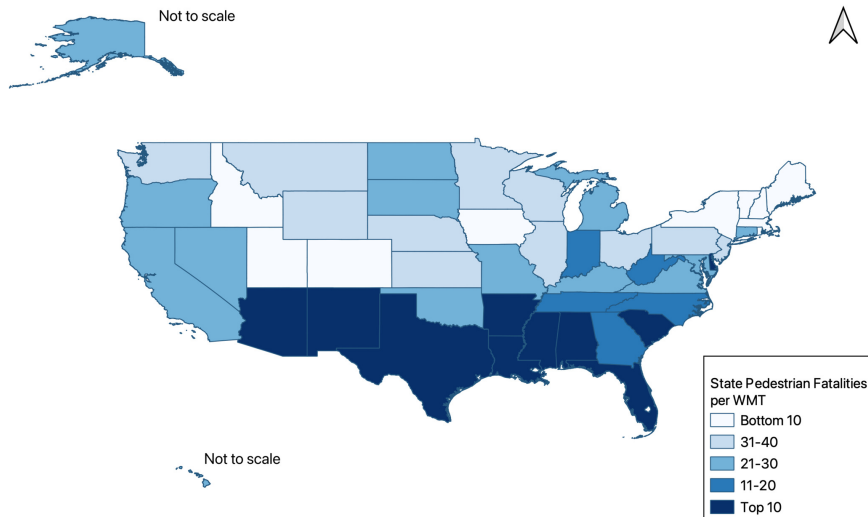 Not to scale
Not to scale
State Pedestrian Fatalities
per WMT
Bottom 10
31-40
21-30
11-20
Top 10